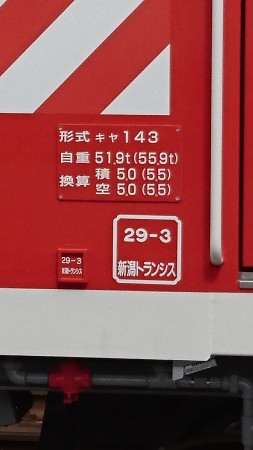 形式 キヤ143
自重 51.9t(55.9t)
換算 積 5.0(5.5)
空 5.0(5.5)
29-3
新潟トランシス
29-3
新潟トランシス